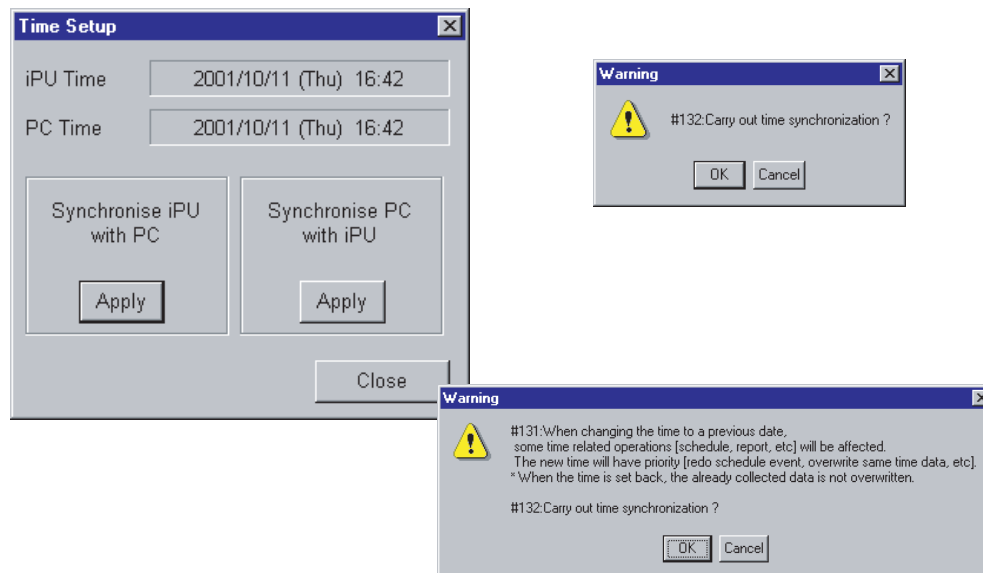 Time Setup
iPU Time
2001/10/11 (Thu) 16:42
PC Time
2001/10/11 (Thu) 16:42
Synchronise iPU
with PC
Apply
Synchronise PC
with iPU
Apply
Close
Warning
#132:Carry out time synchronization ?
OK
Cancel
Warning
#131:When changing the time to a previous date,
some time related operations [schedule, report, etc] will be affected.
The new time will have priority [redo schedule event, overwrite same time data, etc].
* When the time is set back, the already collected data is not overwritten.
#132:Carry out time synchronization ?
OK
Cancel